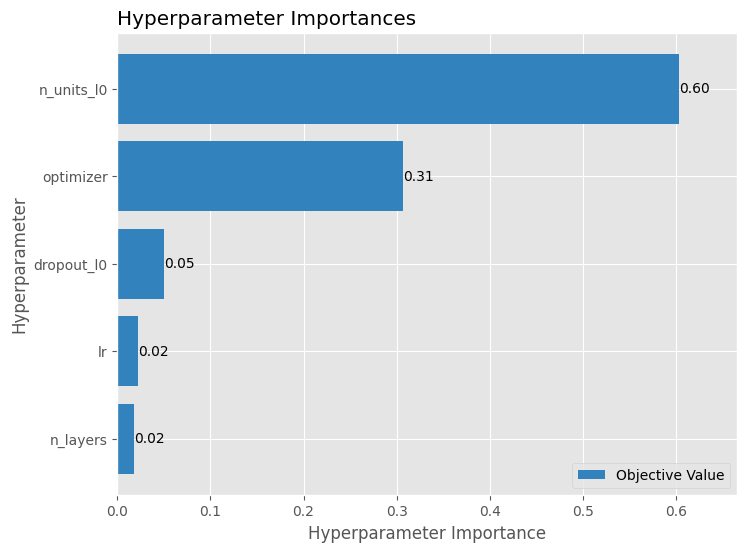 Hyperparameter Importances
Hyperparameter
n_units_l0
0.60
optimizer
0.31
dropout_l0
0.05
lr
0.02
n_layers
0.02
Objective Value
0.0 0.1 0.2 0.3 0.4 0.5 0.6
Hyperparameter Importance